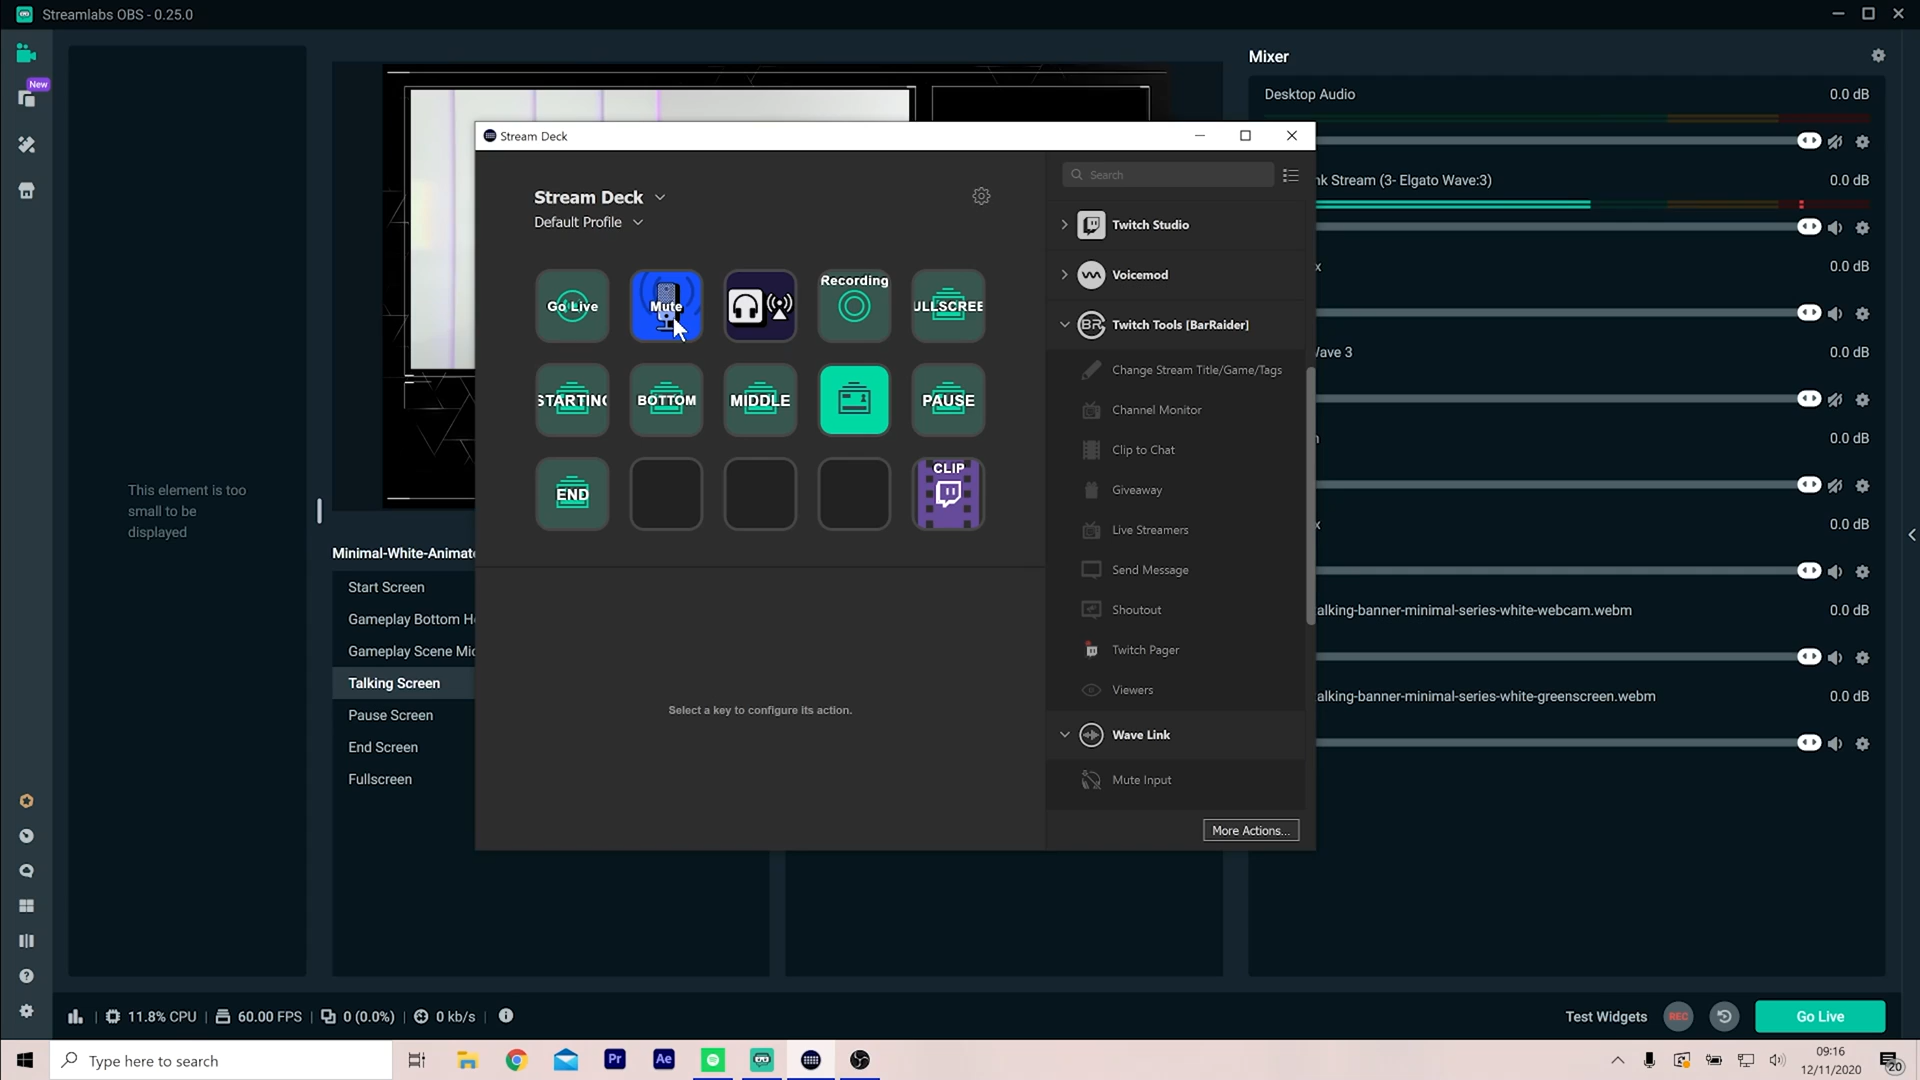 Streamlabs OBS - 0.25.0
New
This element is too
small to be
displayed
Minimal-White-Animate
Start Screen
Gameplay Bottom He
Gameplay Scene Mid
Talking Screen
Pause Screen
End Screen
Fullscreen
Stream Deck
Stream Deck
Default Profile
Go Live
Mute
Recording
ULLSCREE
STARTING
BOTTOM
MIDDLE
PAUSE
END
CLIP
Select a key to configure its action.
Search
Twitch Studio
Voicemod
BR
Twitch Tools [BarRaider]
Change Stream Title/Game/Tags
Channel Monitor
Clip to Chat
Giveaway
Live Streamers
Send Message
Shoutout
Twitch Pager
Viewers
Wave Link
Mute Input
More Actions...
Mixer
Desktop Audio 0.0 dB
nk Stream (3- Elgato Wave:3) 0.0 dB
x 0.0 dB
Wave 3 0.0 dB
0.0 dB
x 0.0 dB
alking-banner-minimal-series-white-webcam.webm 0.0 dB
alking-banner-minimal-series-white-greenscreen.webm 0.0 dB
11.8% CPU 60.00 FPS 0 (0.0%) 0 kb/s
Test Widgets REC Go Live
Type here to search
Pr Ae
09:16
12/11/2020
20